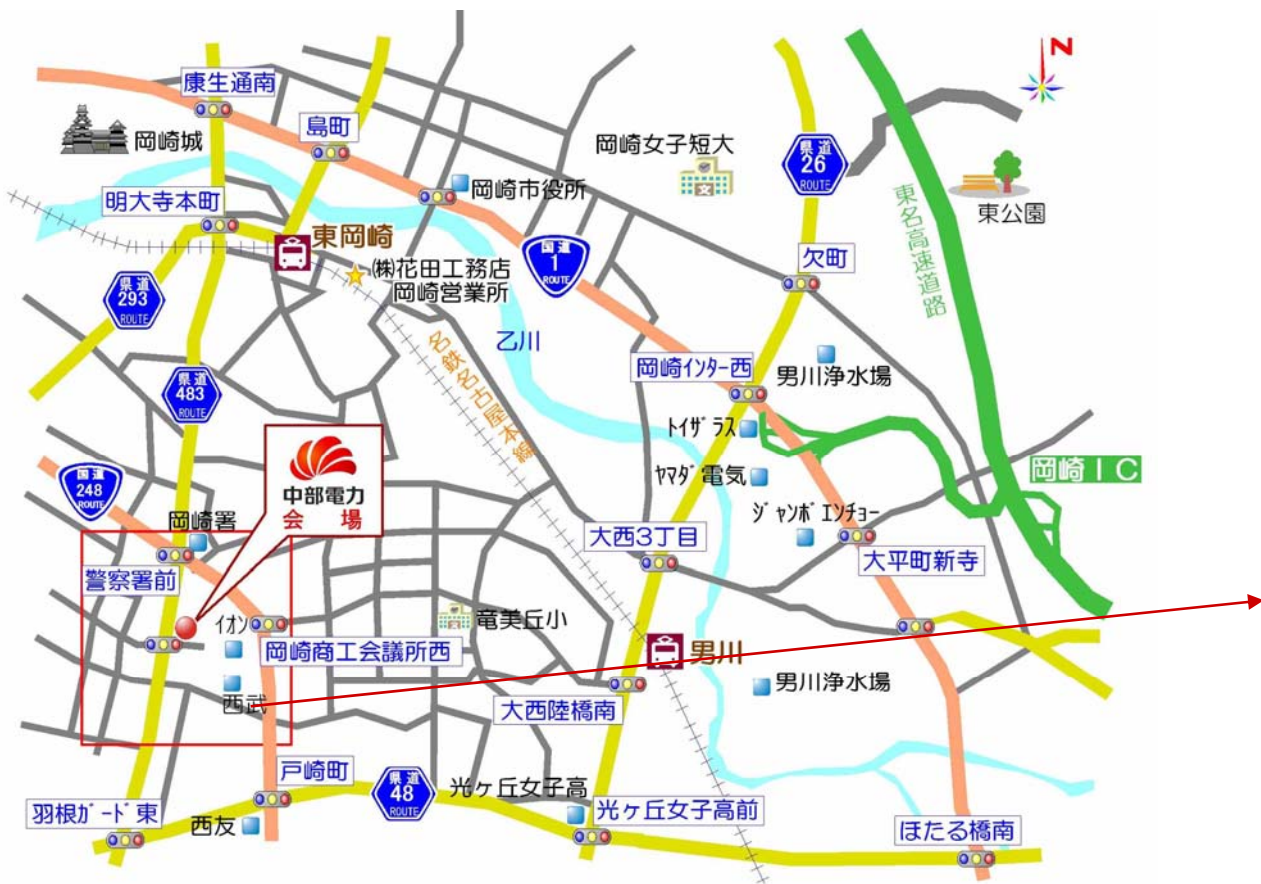 康生通南
N
島町
岡崎女子短大
岡崎城
県道
26
ROUTE
岡崎市役所
明大寺本町
東公園
東岡崎
国道
1
ROUTE
欠町
東名高速道路
㈱花田工務店
岡崎営業所
県道
293
ROUTE
乙川
名鉄名古屋本線
岡崎ｲﾝﾀｰ西
男川浄水場
県道
483
ROUTE
ﾄｲｻﾞﾗｽ
中部電力
会場
ﾔﾏﾀﾞ電気
岡崎ＩＣ
国道
248
ROUTE
岡崎署
ｼﾞｬﾝﾎﾞｴﾝﾁｮｰ
大西3丁目
大平町新寺
警察署前
ｲｵﾝ
竜美丘小
岡崎商工会議所西
男川
男川浄水場
西武
大西陸橋南
戸崎町
県道
48
ROUTE
光ヶ丘女子高
羽根ｶﾞｰﾄﾞ東
西友
光ヶ丘女子高前
ほたる橋南